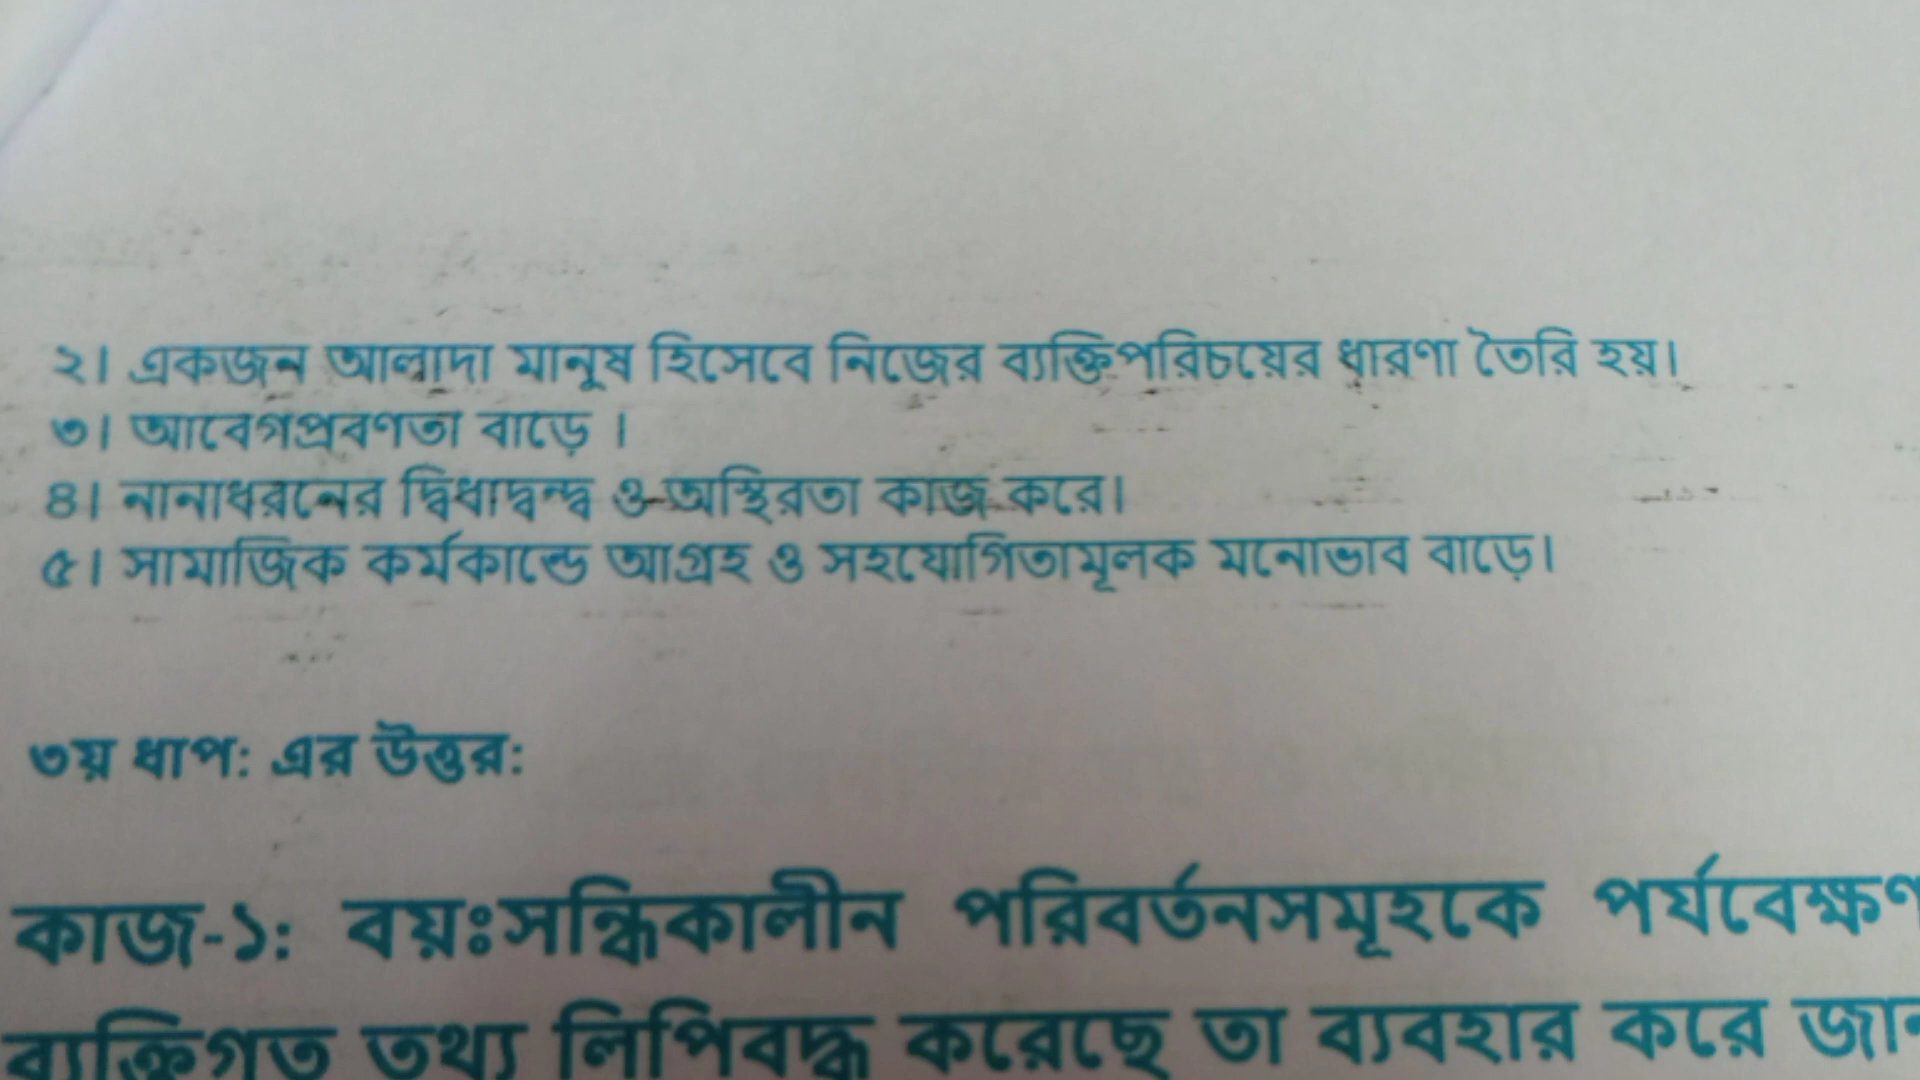 ২। একজন আলাদা মানুষ হিসেবে নিজের ব্যক্তিপরিচয়ের ধারণা তৈরি হয়।
৩। আবেগপ্রবণতা বাড়ে ।
৪। নানাধরনের দ্বিধাদ্বন্দ্ব ও অস্থিরতা কাজ করে।
৫। সামাজিক কর্মকান্ডে আগ্রহ ও সহযোগিতামূলক মনোভাব বাড়ে।
৩য় ধাপ: এর উত্তর:
কাজ-১: বয়ঃসন্ধিকালীন পরিবর্তনসমূহকে পর্যবেক্ষণ
ব্যক্তিগত তথ্য লিপিবদ্ধ করেছে তা ব্যবহার করে